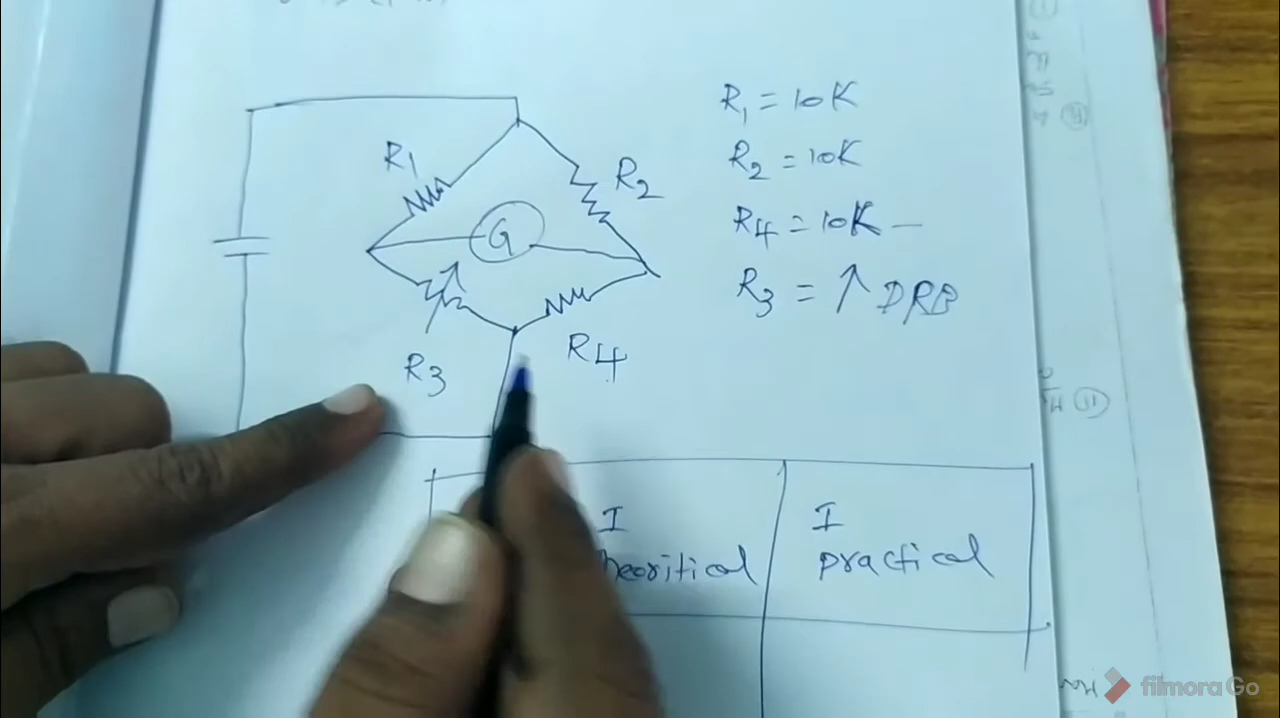 R1 = 10K
R2 = 10K
R4 = 10K —
R3 = ↑ DRB
R1
R2
G
R3
R4
I
I
practical
filmora Go